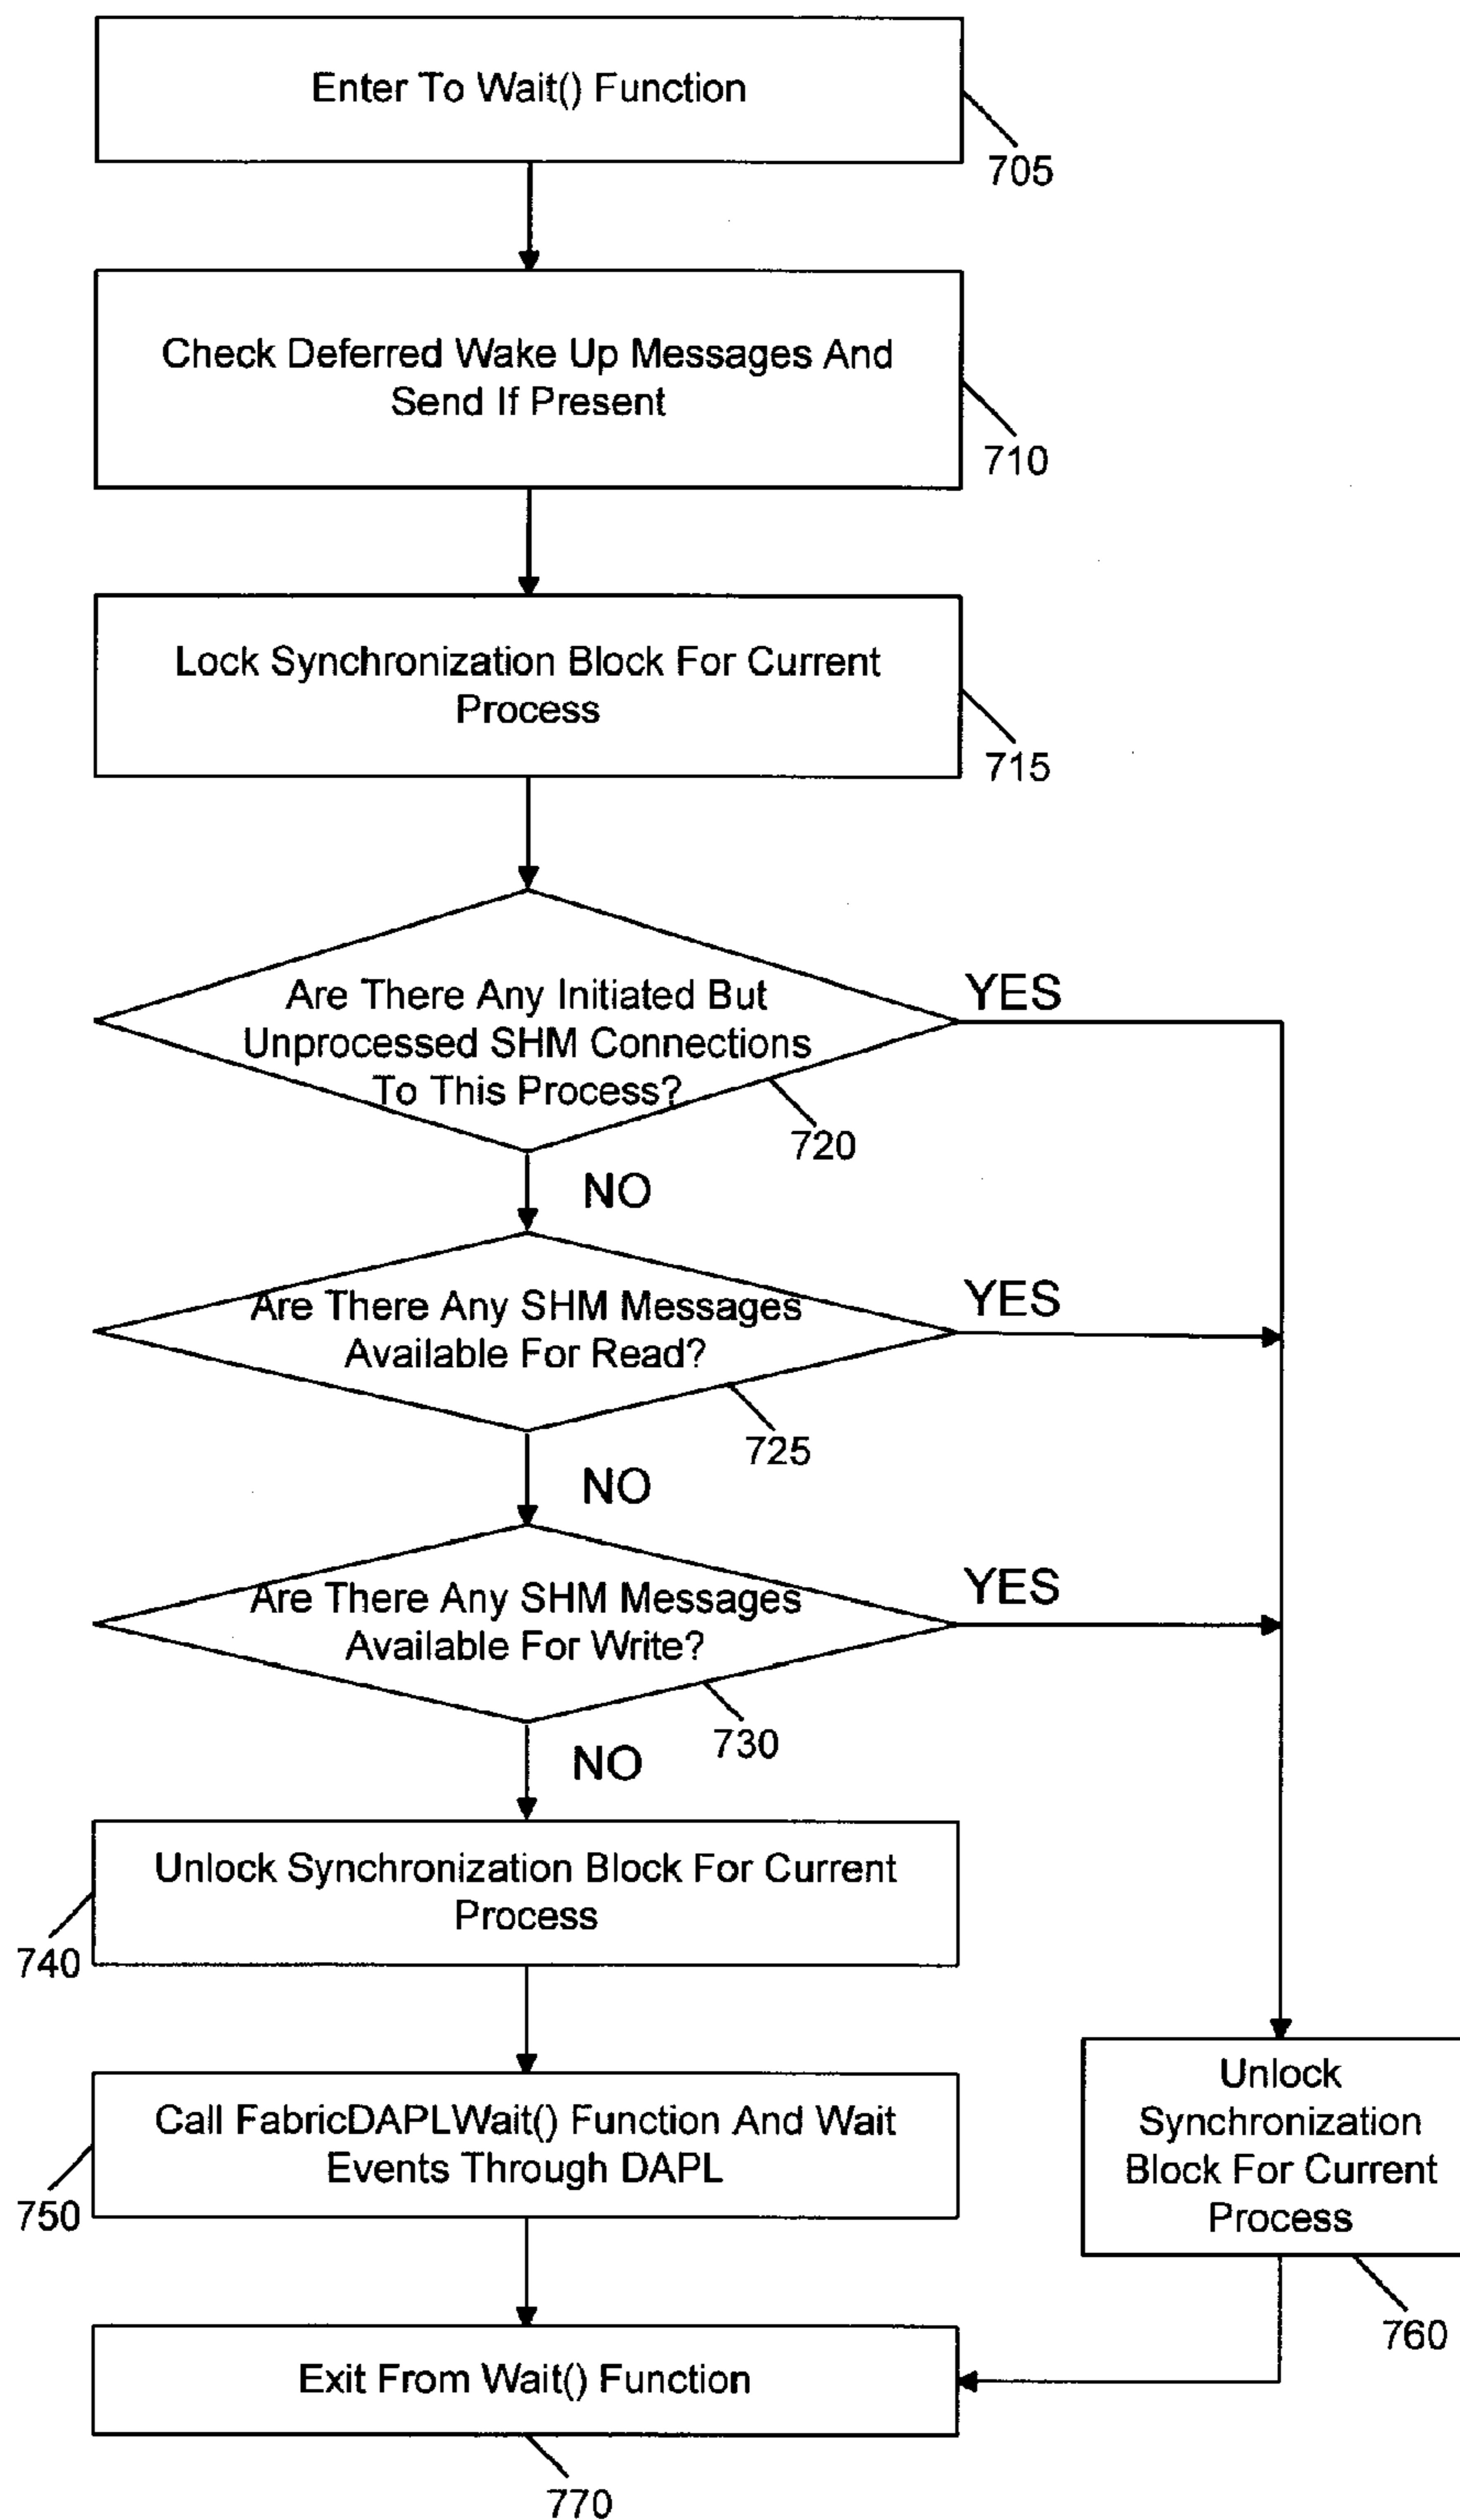 Enter To Wait() Function
705
Check Deferred Wake Up Messages And
Send If Present
710
Lock Synchronization Block For Current
Process
715
Are There Any Initiated But
Unprocessed SHM Connections
To This Process?
YES
720
NO
Are There Any SHM Messages
Available For Read?
YES
725
NO
Are There Any SHM Messages
Available For Write?
YES
730
NO
Unlock Synchronization Block For Current
Process
740
Call FabricDAPLWait() Function And Wait
Events Through DAPL
750
Unlock
Synchronization
Block For Current
Process
760
Exit From Wait() Function
770